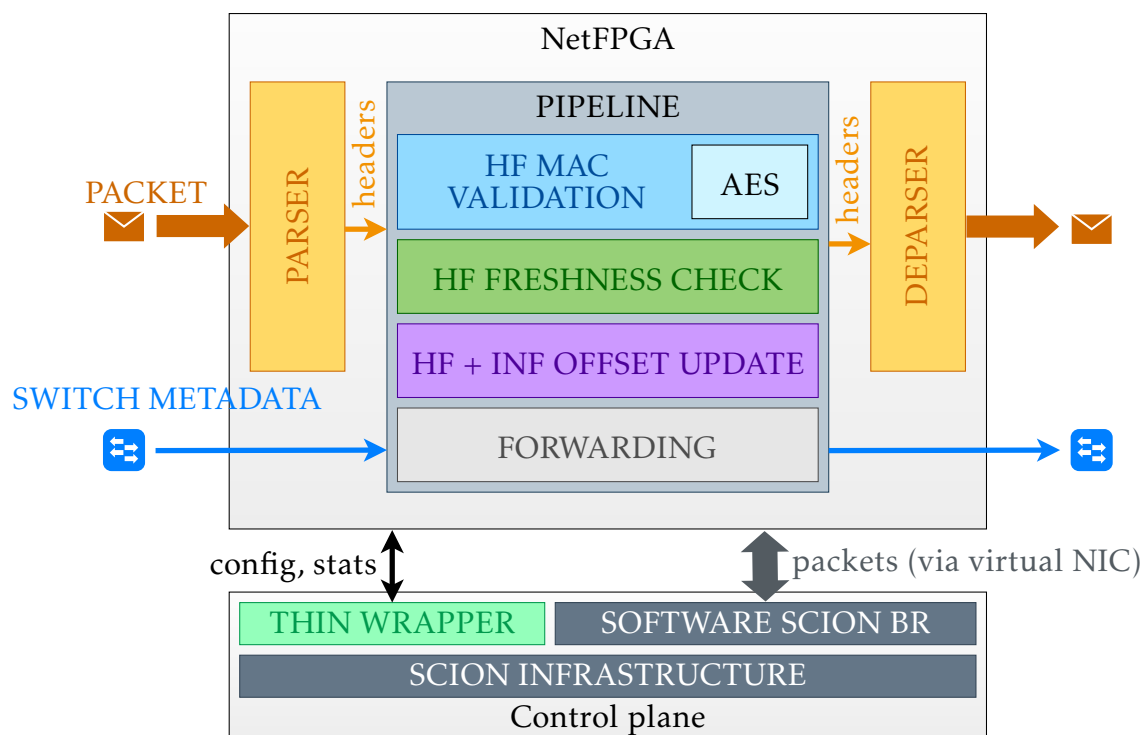 NetFPGA
PIPELINE
headers
headers
HF MAC
VALIDATION
AES
PACKET
PARSER
DEPARSER
HF FRESHNESS CHECK
HF + INF OFFSET UPDATE
SWITCH METADATA
FORWARDING
config, stats
packets (via virtual NIC)
THIN WRAPPER
SOFTWARE SCION BR
SCION INFRASTRUCTURE
Control plane